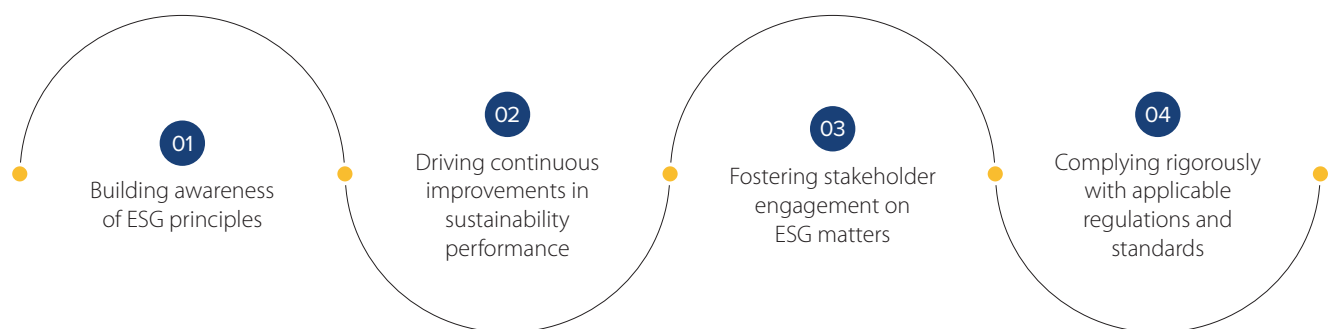 01
Building awareness
of ESG principles
02
Driving continuous
improvements in
sustainability
performance
03
Fostering stakeholder
engagement on
ESG matters
04
Complying rigorously
with applicable
regulations and
standards